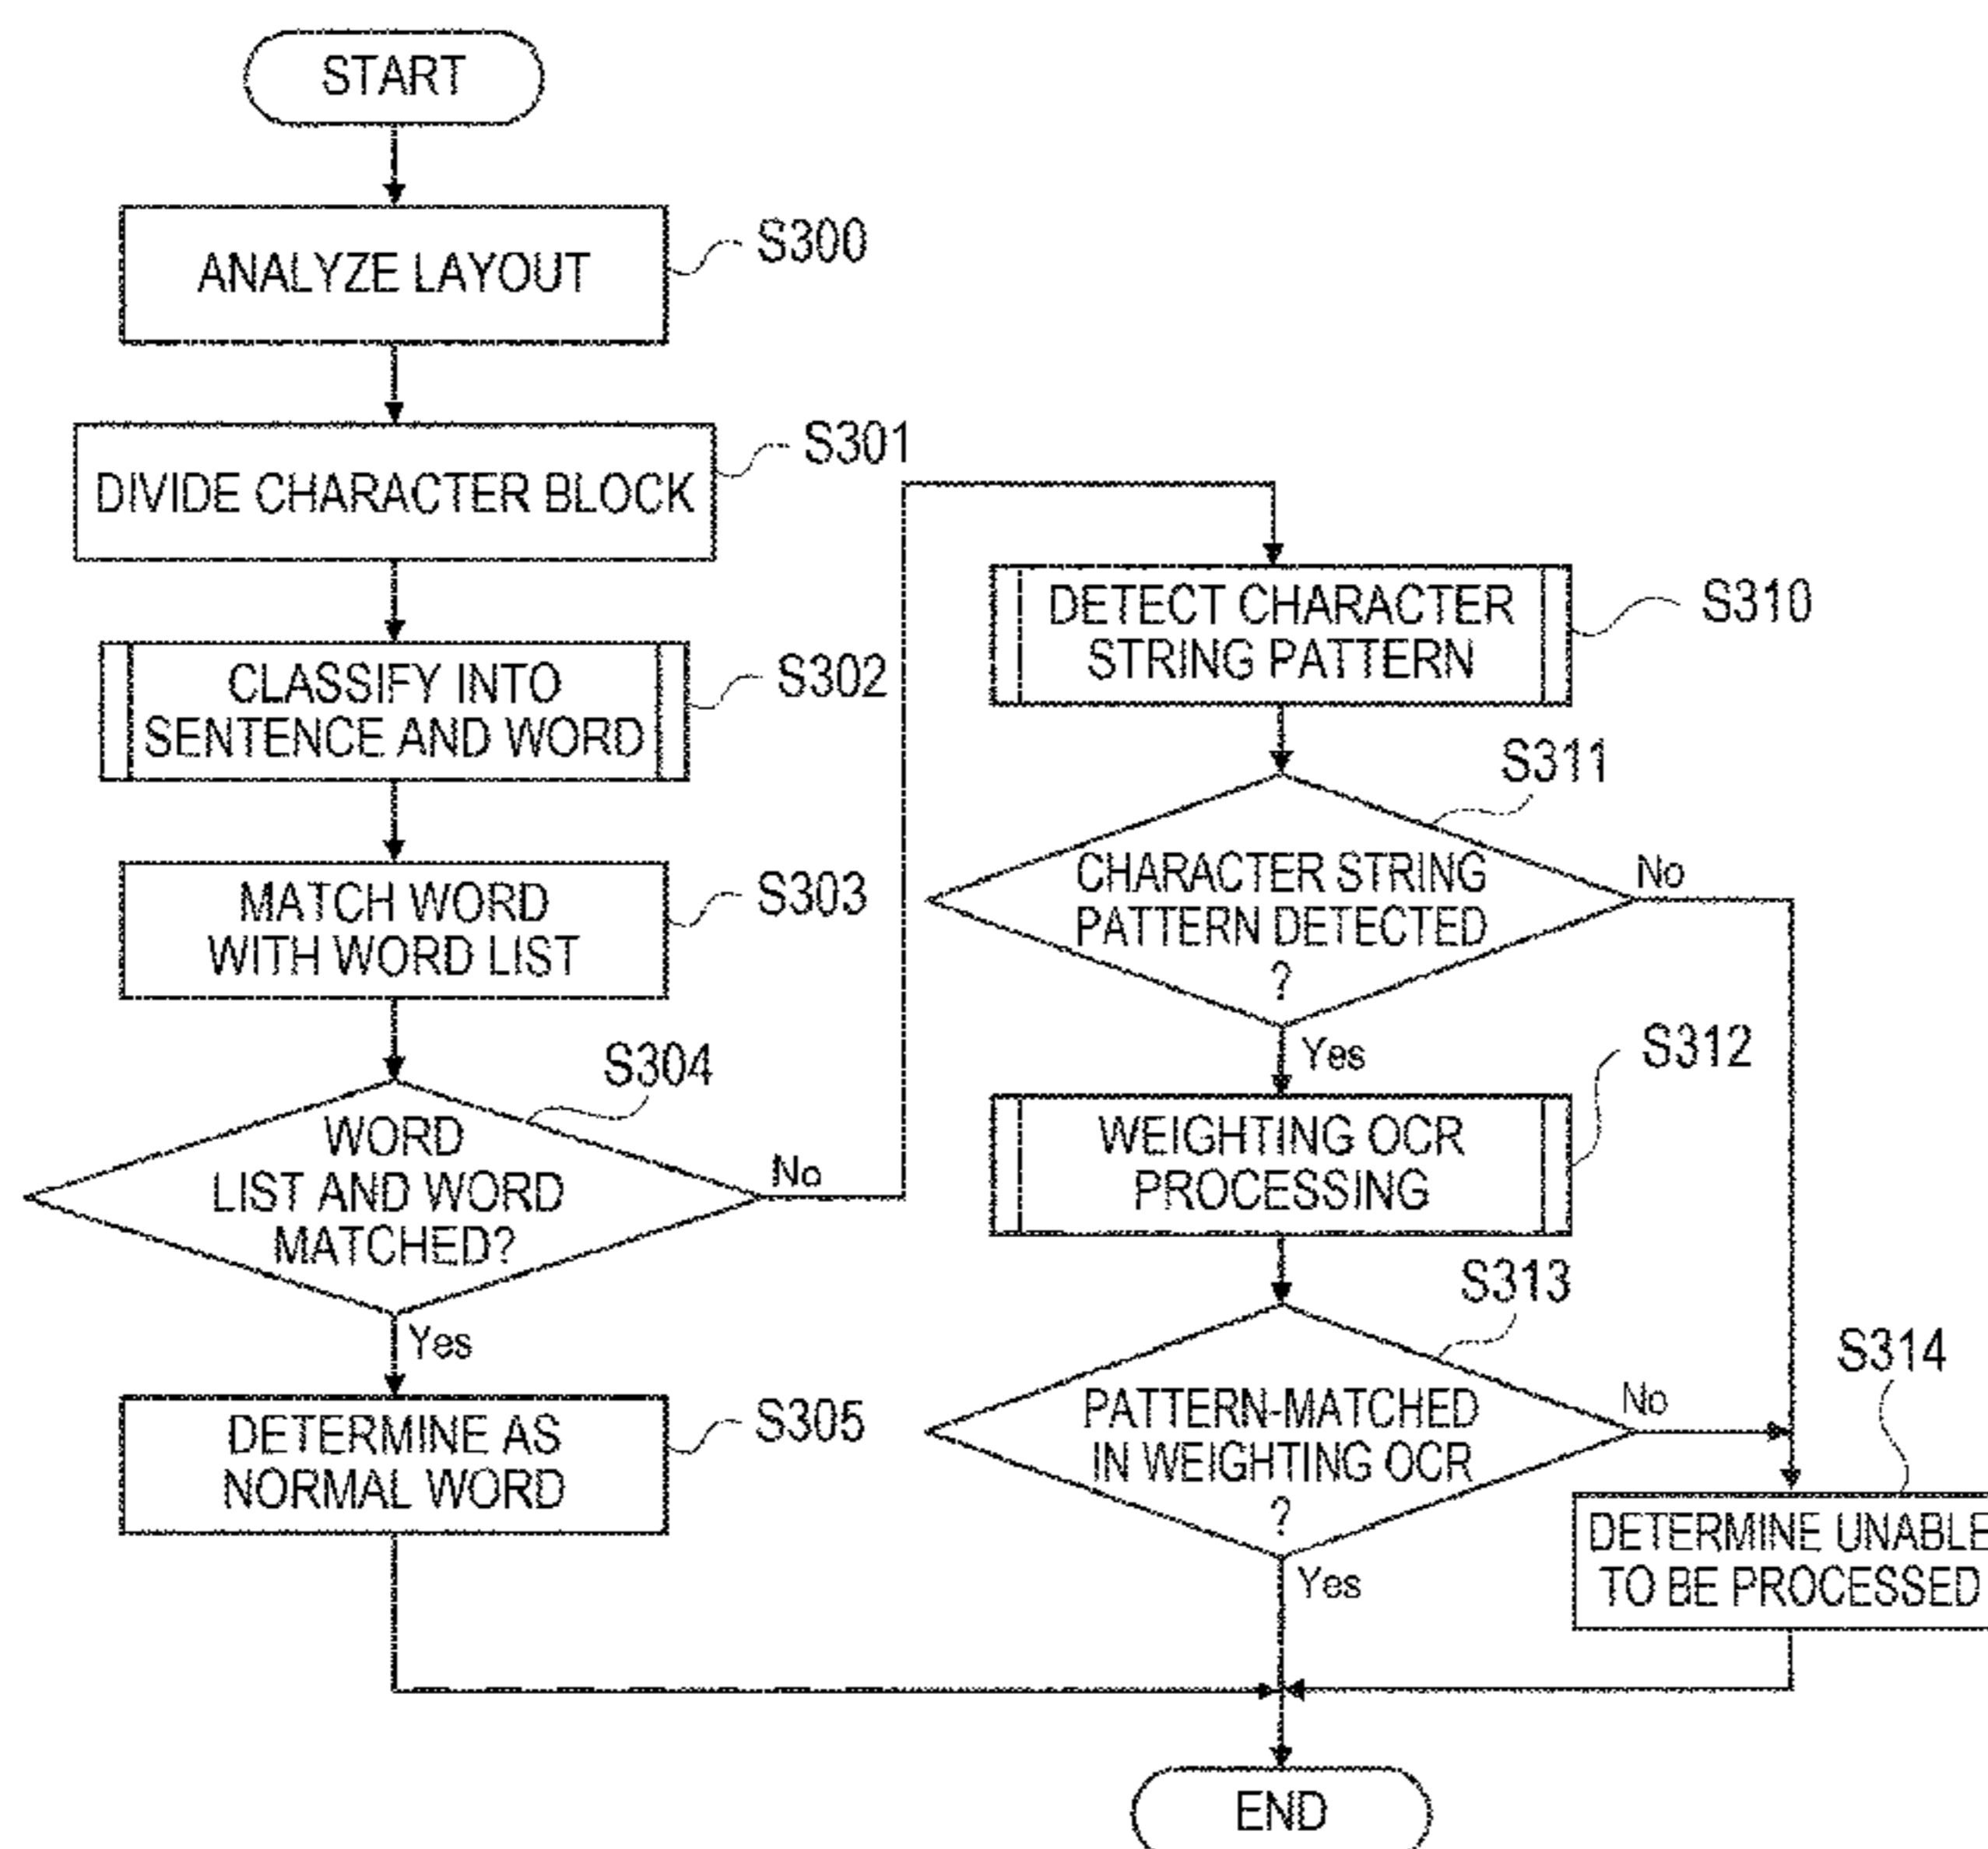 START
ANALYZE LAYOUT
S300
DIVIDE CHARACTER BLOCK
S301
CLASSIFY INTO
SENTENCE AND WORD
S302
MATCH WORD
WITH WORD LIST
S303
S304
WORD
LIST AND WORD
MATCHED?
No
Yes
DETERMINE AS
NORMAL WORD
S305
DETECT CHARACTER
STRING PATTERN
S310
S311
CHARACTER STRING
PATTERN DETECTED
?
No
Yes
WEIGHTING OCR
PROCESSING
S312
S313
PATTERN-MATCHED
IN WEIGHTING OCR
?
No
Yes
S314
DETERMINE UNABLE
TO BE PROCESSED
END